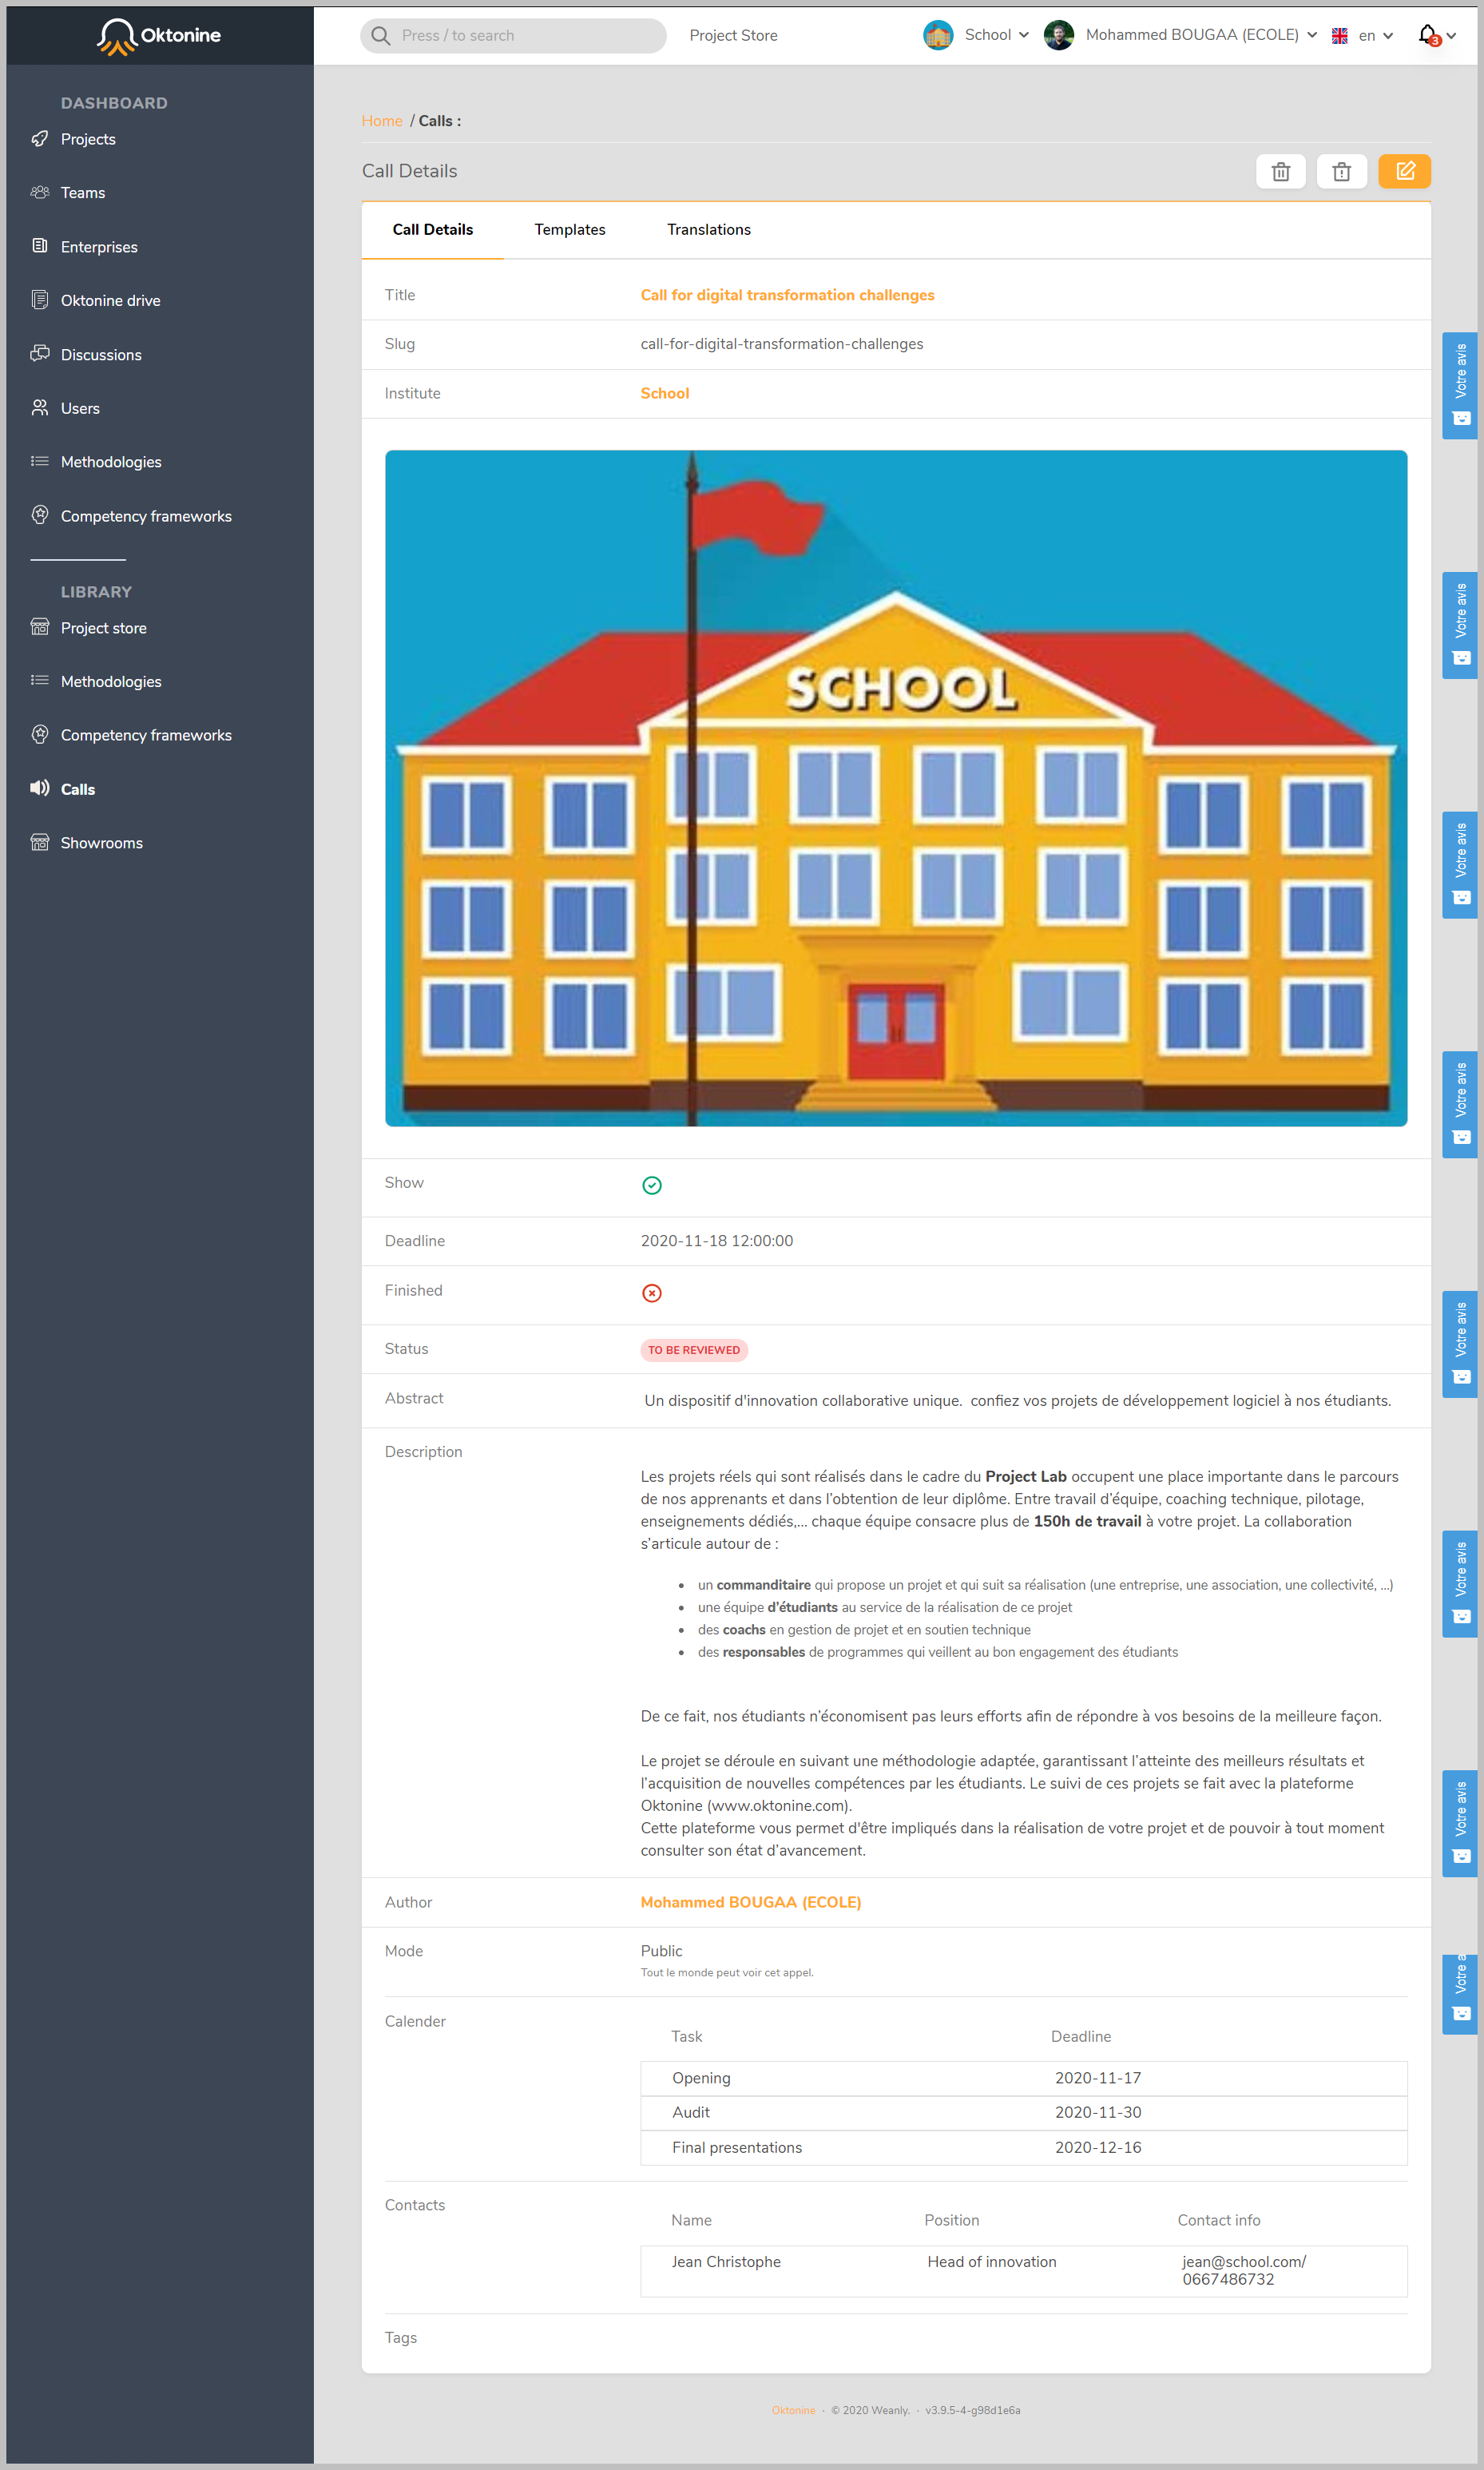 Oktonine
Press / to search
Project Store
School
Mohammed BOUGAA (ECOLE)
en
3
DASHBOARD
Projects
Teams
Enterprises
Oktonine drive
Discussions
Users
Methodologies
Competency frameworks
LIBRARY
Project store
Methodologies
Competency frameworks
Calls
Showrooms
Home / Calls :
Call Details
Call Details
Templates
Translations
Title
Call for digital transformation challenges
Slug
call-for-digital-transformation-challenges
Institute
School
SCHOOL
Show
Deadline
2020-11-18 12:00:00
Finished
Status
TO BE REVIEWED
Abstract
Un dispositif d'innovation collaborative unique.  confiez vos projets de développement logiciel à nos étudiants.
Description
Les projets réels qui sont réalisés dans le cadre du Project Lab occupent une place importante dans le parcours
de nos apprenants et dans l’obtention de leur diplôme. Entre travail d’équipe, coaching technique, pilotage,
enseignements dédiés,... chaque équipe consacre plus de 150h de travail à votre projet. La collaboration
s’articule autour de :
• un commanditaire qui propose un projet et qui suit sa réalisation (une entreprise, une association, une collectivité, ...)
• une équipe d’étudiants au service de la réalisation de ce projet
• des coachs en gestion de projet et en soutien technique
• des responsables de programmes qui veillent au bon engagement des étudiants
De ce fait, nos étudiants n’économisent pas leurs efforts afin de répondre à vos besoins de la meilleure façon.
Le projet se déroule en suivant une méthodologie adaptée, garantissant l’atteinte des meilleurs résultats et
l’acquisition de nouvelles compétences par les étudiants. Le suivi de ces projets se fait avec la plateforme
Oktonine (www.oktonine.com).
Cette plateforme vous permet d'être impliqués dans la réalisation de votre projet et de pouvoir à tout moment
consulter son état d’avancement.
Author
Mohammed BOUGAA (ECOLE)
Mode
Public
Tout le monde peut voir cet appel.
Calender
Task
Deadline
Opening
2020-11-17
Audit
2020-11-30
Final presentations
2020-12-16
Contacts
Name
Position
Contact info
Jean Christophe
Head of innovation
jean@school.com/
0667486732
Tags
Oktonine · © 2020 Weanly. · v3.9.5-4-g98d1e6a
Votre avis
Votre avis
Votre avis
Votre avis
Votre avis
Votre avis
Votre avis
Votre a